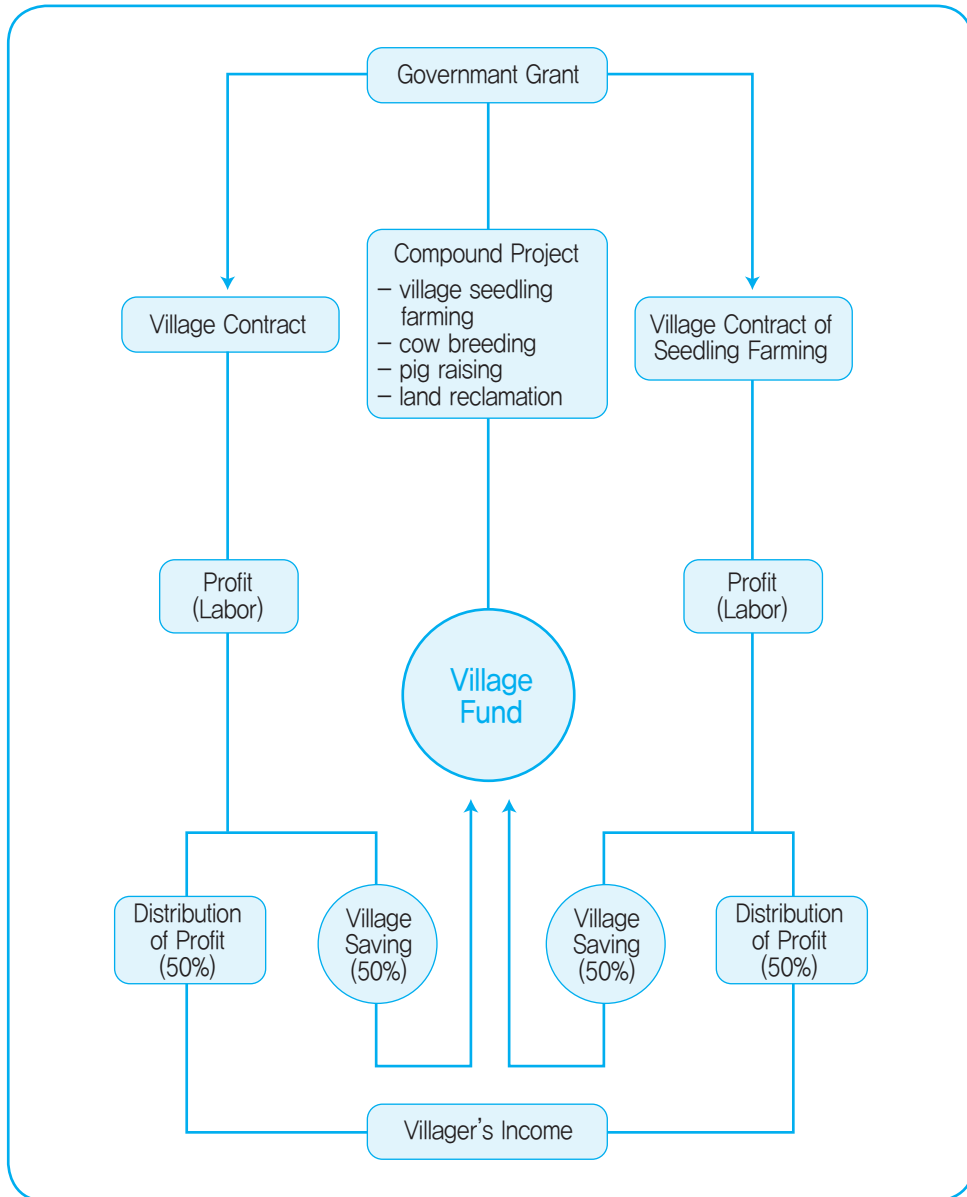 Governmant Grant
Compound Project
– village seedling
farming
– cow breeding
– pig raising
– land reclamation
Village Contract
Village Contract of
Seedling Farming
Profit
(Labor)
Profit
(Labor)
Village
Fund
Distribution
of Profit
(50%)
Village
Saving
(50%)
Village
Saving
(50%)
Distribution
of Profit
(50%)
Villager's Income